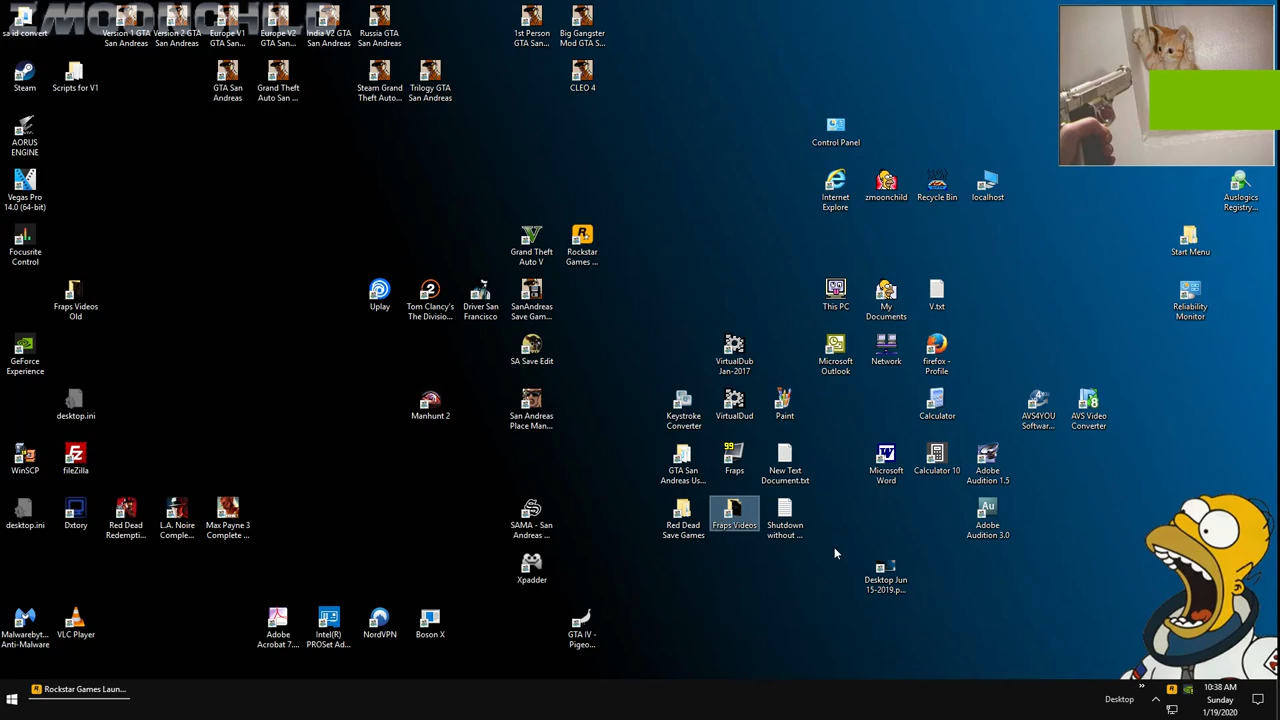 ZMOONCHILD
sa id convert
Version 1 GTA San Andreas
Version 2 GTA San Andreas
Europe V1 GTA San...
Europe V2 GTA San...
India V2 GTA San Andreas
Russia GTA San Andreas
1st Person GTA San...
Big Gangster Mod GTA S...
Steam
Scripts for V1
GTA San Andreas
Grand Theft Auto San ...
Steam Grand Theft Auto...
Trilogy GTA San Andreas
CLEO 4
AORUS ENGINE
Control Panel
Vegas Pro 14.0 (64-bit)
Internet Explore
zmoonchild
Recycle Bin
localhost
Auslogics Registry...
Focusrite Control
Grand Theft Auto V
Rockstar Games ...
Start Menu
Fraps Videos Old
Uplay
Tom Clancy's The Divisio...
Driver San Francisco
SanAndreas Save Gam...
This PC
My Documents
V.txt
Reliability Monitor
GeForce Experience
SA Save Edit
VirtualDub Jan-2017
Microsoft Outlook
Network
firefox - Profile
desktop.ini
Manhunt 2
San Andreas Place Man...
Keystroke Converter
VirtualDud
Paint
Calculator
AVS4YOU Softwar...
AVS Video Converter
WinSCP
fileZilla
GTA San Andreas Us...
99
Fraps
New Text Document.txt
Microsoft Word
Calculator 10
Adobe Audition 1.5
desktop.ini
Dxtory
Red Dead Redempti...
L.A. Noire Comple...
Max Payne 3 Complete ...
SAMA - San Andreas ...
Red Dead Save Games
Fraps Videos
Shutdown without ...
Au
Adobe Audition 3.0
Xpadder
Desktop Jun 15-2019.p...
Malwarebyt... Anti-Malware
VLC Player
Adobe Acrobat 7....
Intel(R) PROSet Ad...
NordVPN
Boson X
GTA IV - Pigeo...
Rockstar Games Laun...
Desktop
10:38 AM
Sunday
1/19/2020